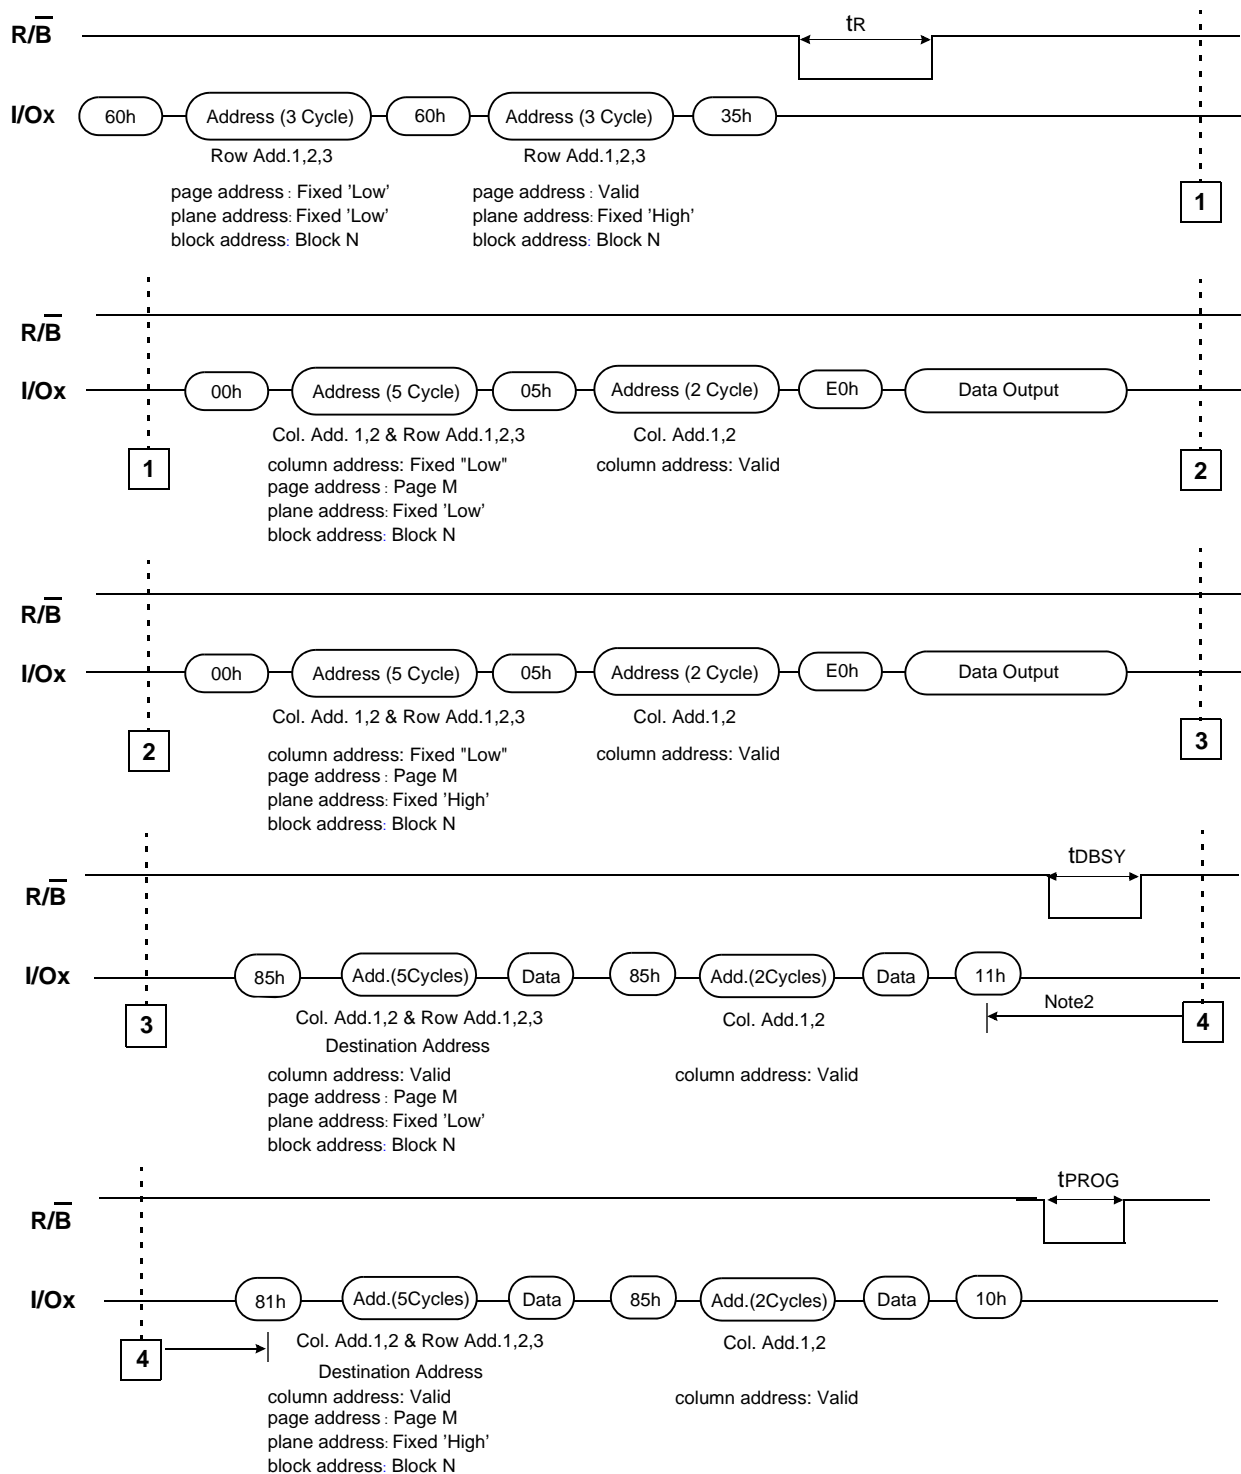 tR
R/B
I/Ox 60h Address (3 Cycle) 60h Address (3 Cycle) 35h
Row Add.1,2,3 Row Add.1,2,3
page address : Fixed 'Low' page address : Valid
plane address: Fixed 'Low' plane address: Fixed 'High'
block address: Block N block address: Block N
1
R/B
I/Ox 00h Address (5 Cycle) 05h Address (2 Cycle) E0h Data Output
Col. Add. 1,2 & Row Add.1,2,3 Col. Add.1,2
column address: Fixed "Low" column address: Valid
page address : Page M
plane address: Fixed 'Low'
block address: Block N
1 2
R/B
I/Ox 00h Address (5 Cycle) 05h Address (2 Cycle) E0h Data Output
Col. Add. 1,2 & Row Add.1,2,3 Col. Add.1,2
column address: Fixed "Low" column address: Valid
page address : Page M
plane address: Fixed 'High'
block address: Block N
2 3
tDBSY
R/B
I/Ox 85h Add.(5Cycles) Data 85h Add.(2Cycles) Data 11h
Note2
Col. Add.1,2 & Row Add.1,2,3 Col. Add.1,2
3 4
Destination Address
column address: Valid column address: Valid
page address : Page M
plane address: Fixed 'Low'
block address: Block N
tPROG
R/B
I/Ox 81h Add.(5Cycles) Data 85h Add.(2Cycles) Data 10h
Col. Add.1,2 & Row Add.1,2,3 Col. Add.1,2
4
Destination Address
column address: Valid column address: Valid
page address : Page M
plane address: Fixed 'High'
block address: Block N